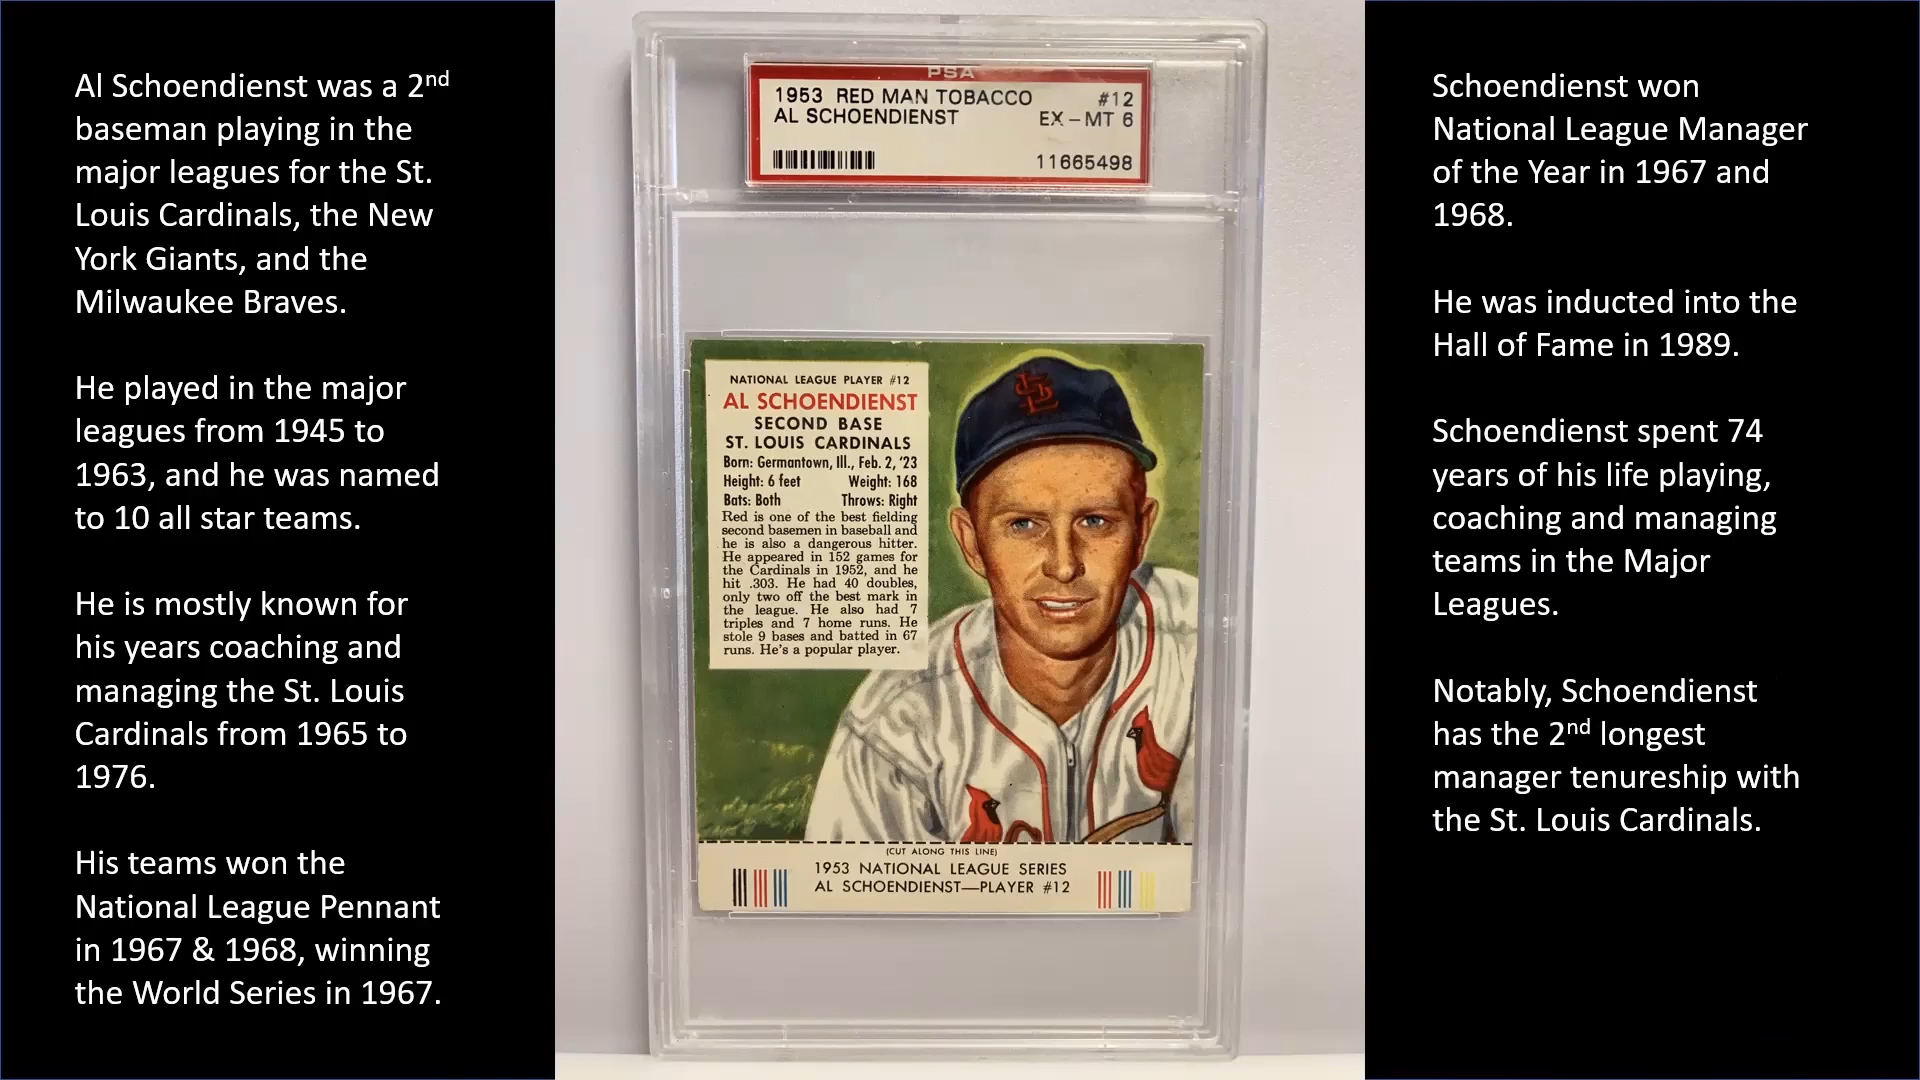 Al Schoendienst was a 2nd
baseman playing in the
major leagues for the St.
Louis Cardinals, the New
York Giants, and the
Milwaukee Braves.
He played in the major
leagues from 1945 to
1963, and he was named
to 10 all star teams.
He is mostly known for
his years coaching and
managing the St. Louis
Cardinals from 1965 to
1976.
His teams won the
National League Pennant
in 1967 & 1968, winning
the World Series in 1967.
PSA
1953 RED MAN TOBACCO #12
AL SCHOENDIENST EX-MT 6
11665498
NATIONAL LEAGUE PLAYER #12
AL SCHOENDIENST
SECOND BASE
ST. LOUIS CARDINALS
Born: Germantown, Ill., Feb. 2, '23
Height: 6 feet Weight: 168
Bats: Both Throws: Right
Red is one of the best fielding
second basemen in baseball and
he is also a dangerous hitter.
He appeared in 152 games for
the Cardinals in 1952, and he
hit .303. He had 40 doubles,
only two off the best mark in
the league. He also had 7
triples and 7 home runs. He
stole 9 bases and batted in 67
runs. He's a popular player.
STL
(CUT ALONG THIS LINE)
1953 NATIONAL LEAGUE SERIES
AL SCHOENDIENST—PLAYER #12
Schoendienst won
National League Manager
of the Year in 1967 and
1968.
He was inducted into the
Hall of Fame in 1989.
Schoendienst spent 74
years of his life playing,
coaching and managing
teams in the Major
Leagues.
Notably, Schoendienst
has the 2nd longest
manager tenureship with
the St. Louis Cardinals.